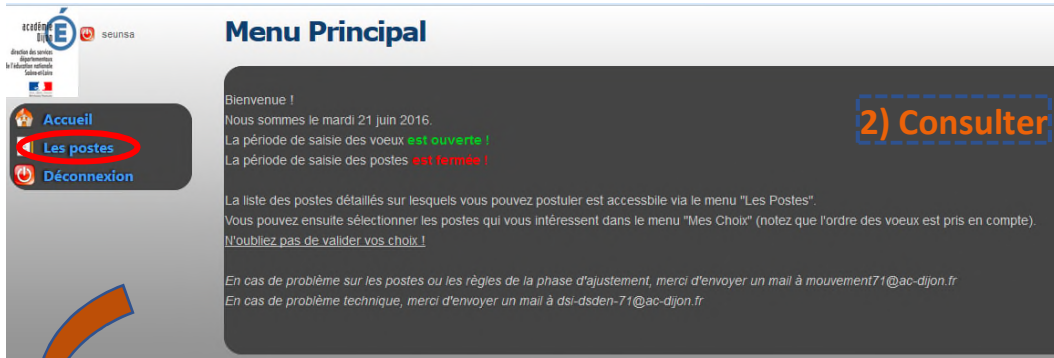 académie
Dijon
direction des services
départementaux
de l'éducation nationale
Saône-et-Loire
seunsa
Menu Principal
Accueil
Les postes
Déconnexion
Bienvenue !
Nous sommes le mardi 21 juin 2016.
La période de saisie des voeux est ouverte !
La période de saisie des postes est fermée !
2) Consulter
La liste des postes détaillés sur lesquels vous pouvez postuler est accessbile via le menu "Les Postes".
Vous pouvez ensuite sélectionner les postes qui vous intéressent dans le menu "Mes Choix" (notez que l'ordre des voeux est pris en compte).
N'oubliez pas de valider vos choix !
En cas de problème sur les postes ou les règles de la phase d'ajustement, merci d'envoyer un mail à mouvement71@ac-dijon.fr
En cas de problème technique, merci d'envoyer un mail à dsi-dsden-71@ac-dijon.fr